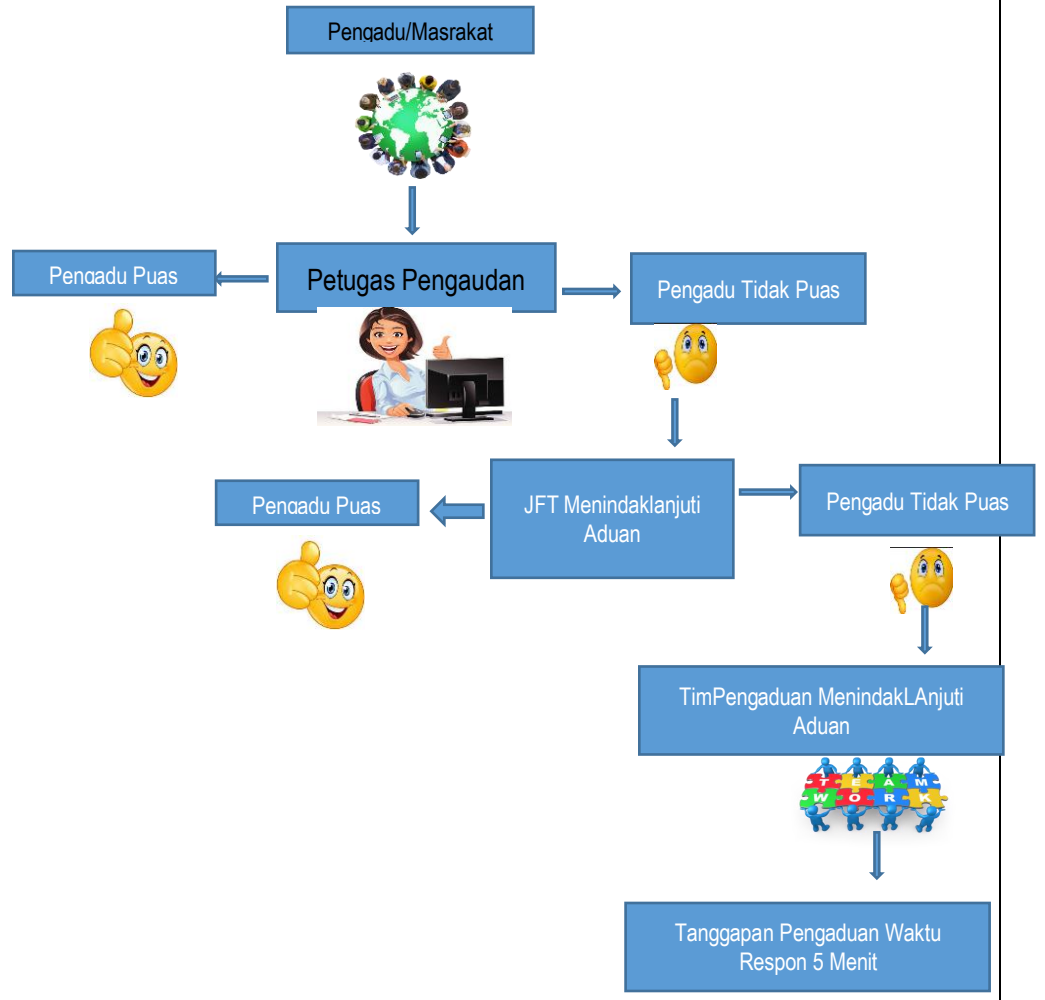 Pengadu/Masrakat
Pengadu Puas
Petugas Pengaudan
Pengadu Tidak Puas
Pengadu Puas
JFT Menindaklanjuti
Aduan
Pengadu Tidak Puas
TimPengaduan MenindakLAnjuti
Aduan
T E A M
W O R K
Tanggapan Pengaduan Waktu
Respon 5 Menit